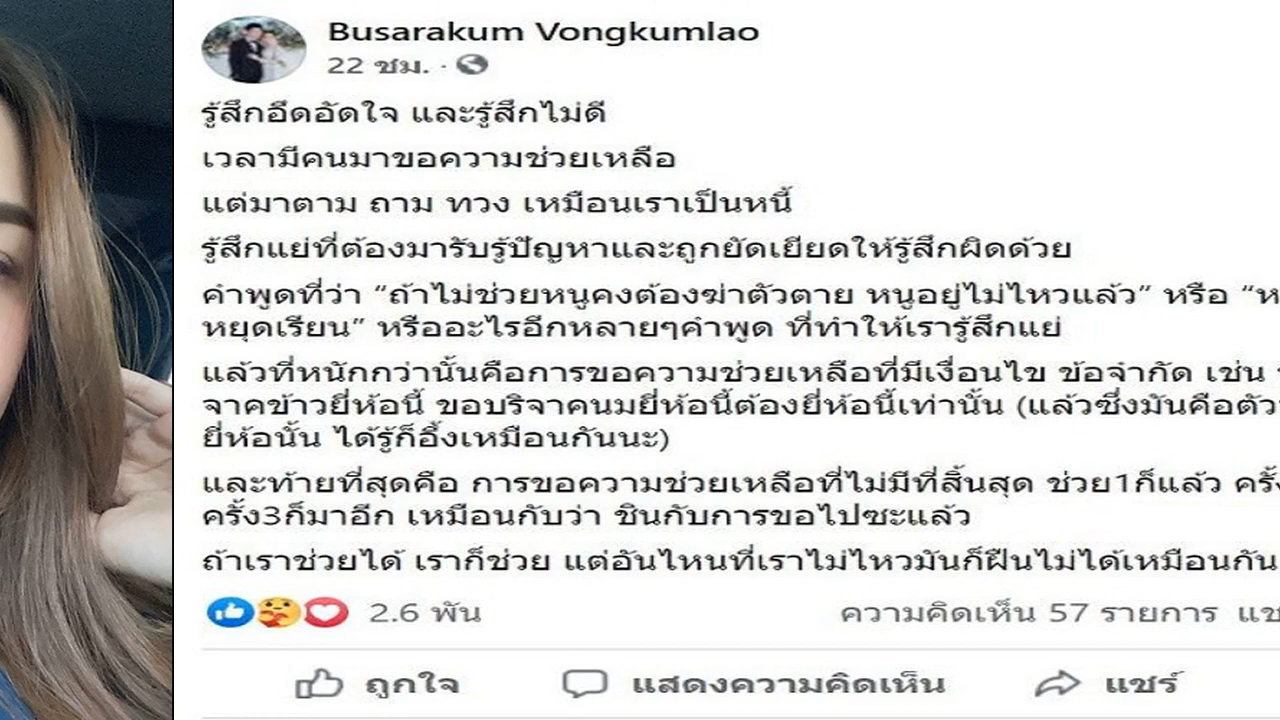 Busarakum Vongkumlao
22 ชม. ·
รู้สึกอึดอัดใจ และรู้สึกไม่ดี
เวลามีคนมาขอความช่วยเหลือ
แต่มาตาม ถาม ทวง เหมือนเราเป็นหนี้
รู้สึกแย่ที่ต้องมารับรู้ปัญหาและถูกยัดเยียดให้รู้สึกผิดด้วย
คำพูดที่ว่า "ถ้าไม่ช่วยหนูคงต้องฆ่าตัวตาย หนูอยู่ไม่ไหวแล้ว" หรือ "ห
หยุดเรียน" หรืออะไรอีกหลายๆคำพูด ที่ทำให้เรารู้สึกแย่
แล้วที่หนักกว่านั้นคือการขอความช่วยเหลือที่มีเงื่อนไข ข้อจำกัด เช่น
จาคข้าวยี่ห้อนี้ ขอบริจาคนมยี่ห้อนี้ต้องยี่ห้อนี้เท่านั้น (แล้วซึ่งมันคือตัว
ยี่ห้อนั้น ได้รู้ก็อึ้งเหมือนกันนะ)
และท้ายที่สุดคือ การขอความช่วยเหลือที่ไม่มีที่สิ้นสุด ช่วย1ก็แล้ว ครั้ง
ครั้ง3ก็มาอีก เหมือนกับว่า ชินกับการขอไปซะแล้ว
ถ้าเราช่วยได้ เราก็ช่วย แต่อันไหนที่เราไม่ไหวมันก็ฝืนไม่ได้เหมือนกัน
2.6 พัน ความคิดเห็น 57 รายการ แช
ถูกใจ แสดงความคิดเห็น แชร์